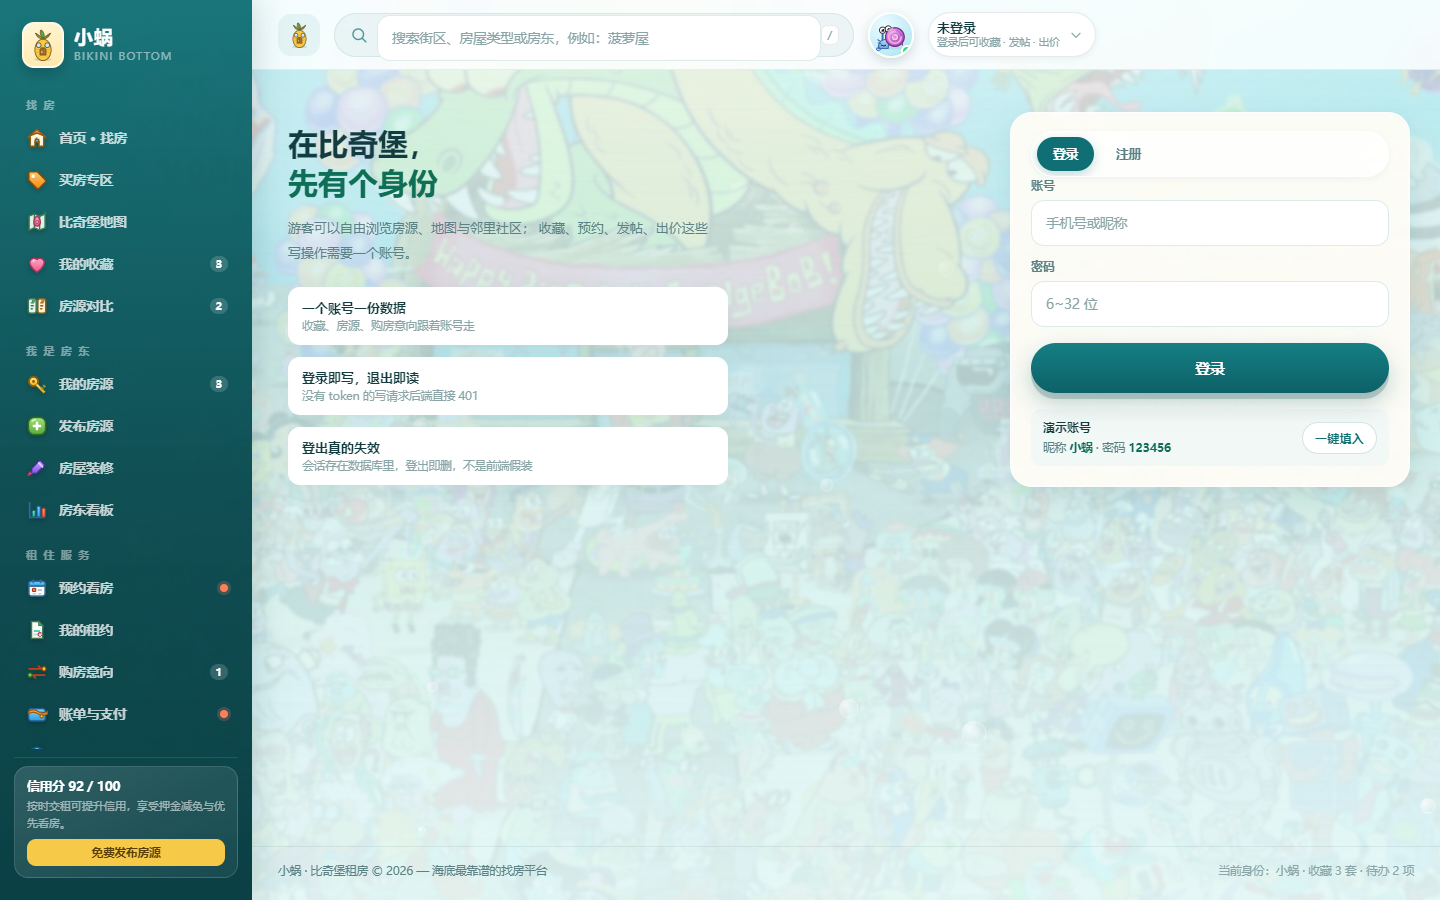 小蜗
BIKINI BOTTOM
找房
首页 • 找房
买房专区
比奇堡地图
我的收藏 3
房源对比 2
我是房东
我的房源 3
发布房源
房屋装修
房东看板
租住服务
预约看房
我的租约
购房意向 1
账单与支付
信用分 92 / 100
按时交租可提升信用，享受押金减免与优
先看房。
免费发布房源
搜索街区、房屋类型或房东，例如：菠萝屋
/
未登录
登录后可收藏 · 发帖 · 出价
在比奇堡，
先有个身份
游客可以自由浏览房源、地图与邻里社区； 收藏、预约、发帖、出价这些
写操作需要一个账号。
一个账号一份数据
收藏、房源、购房意向跟着账号走
登录即写，退出即读
没有 token 的写请求后端直接 401
登出真的失效
会话存在数据库里，登出即删，不是前端假装
登录 注册
账号
手机号或昵称
密码
6~32 位
登录
演示账号
昵称 小蜗 · 密码 123456
一键填入
小蜗 · 比奇堡租房 © 2026 — 海底最靠谱的找房平台
当前身份：小蜗 · 收藏 3 套 · 待办 2 项